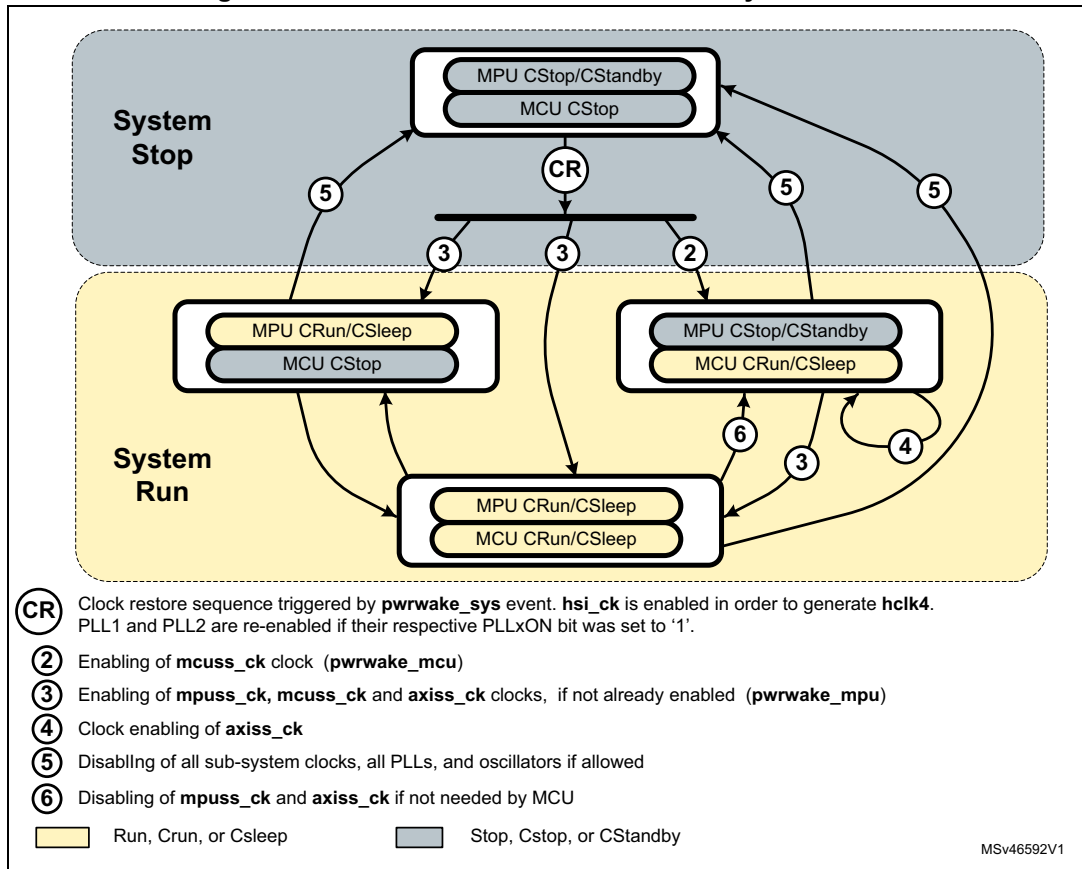 MPU CStop/CStandby
MCU CStop
System
Stop
CR
5
5
5
3
3
2
MPU CRun/CSleep
MCU CStop
MPU CStop/CStandby
MCU CRun/CSleep
6
4
3
System
Run
MPU CRun/CSleep
MCU CRun/CSleep
CR Clock restore sequence triggered by pwrwake_sys event. hsi_ck is enabled in order to generate hclk4.
PLL1 and PLL2 are re-enabled if their respective PLLxON bit was set to ‘1’.
2 Enabling of mcuss_ck clock (pwrwake_mcu)
3 Enabling of mpuss_ck, mcuss_ck and axiss_ck clocks, if not already enabled (pwrwake_mpu)
4 Clock enabling of axiss_ck
5 DisablIng of all sub-system clocks, all PLLs, and oscillators if allowed
6 Disabling of mpuss_ck and axiss_ck if not needed by MCU
Run, Crun, or Csleep
Stop, Cstop, or CStandby
MSv46592V1